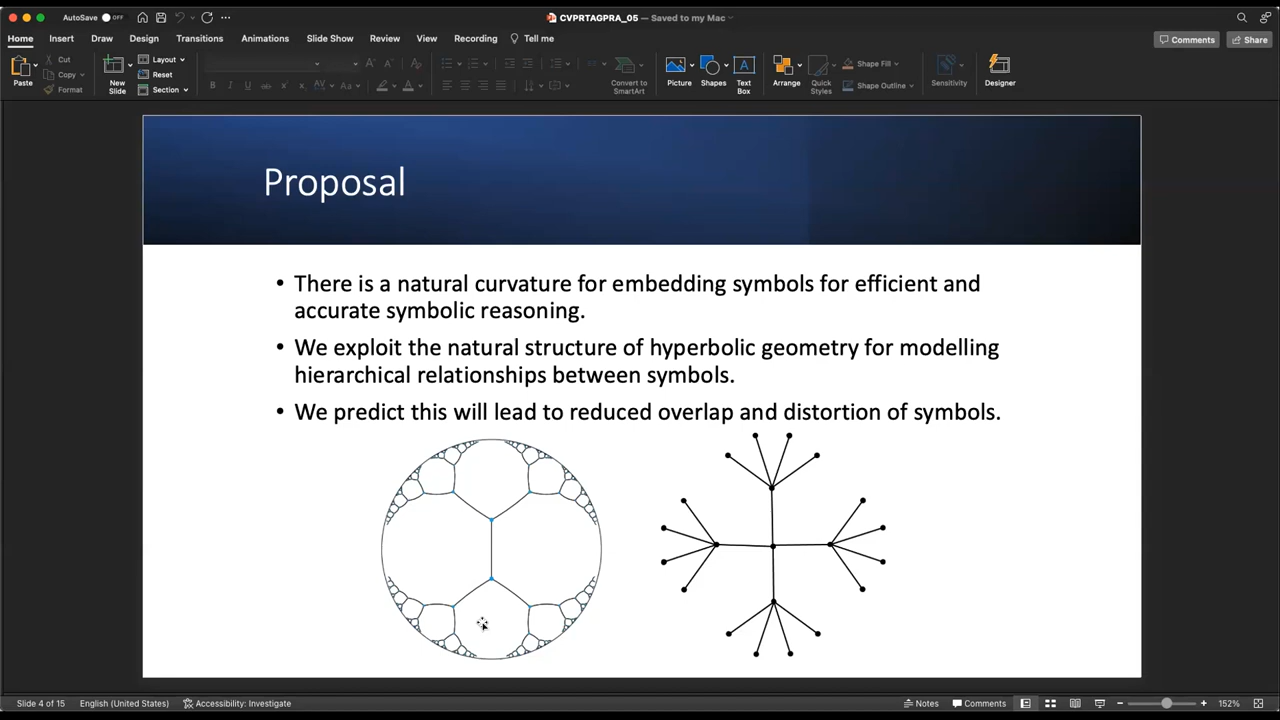 AutoSave OFF
CVPRTAGPRA_05 — Saved to my Mac
Home Insert Draw Design Transitions Animations Slide Show Review View Recording Tell me
Comments Share
Paste
Cut
Copy
Format
New Slide
Layout
Reset
Section
Convert to SmartArt
Picture
Shapes
Text Box
Arrange
Quick Styles
Shape Fill
Shape Outline
Sensitivity
Designer
Proposal
• There is a natural curvature for embedding symbols for efficient and
accurate symbolic reasoning.
• We exploit the natural structure of hyperbolic geometry for modelling
hierarchical relationships between symbols.
• We predict this will lead to reduced overlap and distortion of symbols.
Slide 4 of 15 English (United States) Accessibility: Investigate Notes Comments 152%